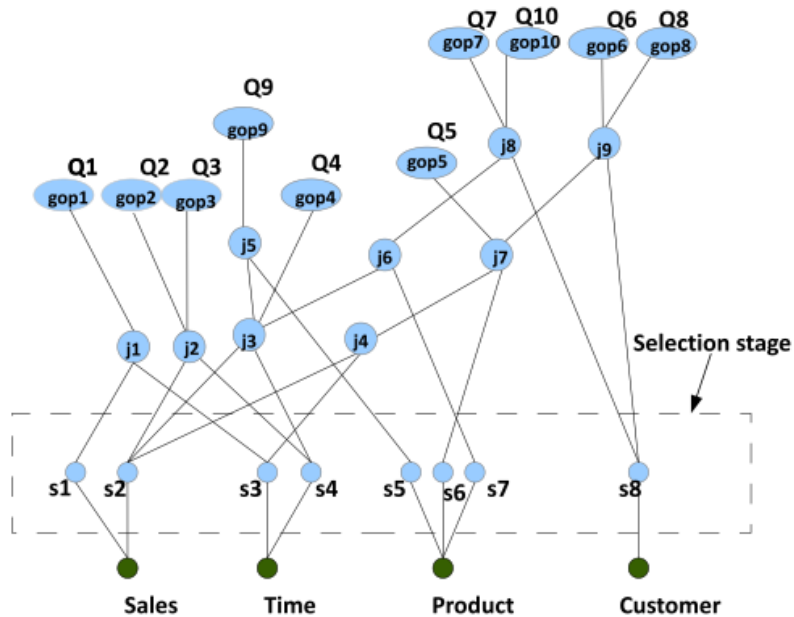 Q7 Q10 Q6 Q8
gop7 gop10 gop6 gop8
Q9
gop9
Q5
j8 j9
gop5
Q1 Q2 Q3 Q4
gop1 gop2 gop3 gop4
j5 j6 j7
j1 j2 j3 j4
Selection stage
s1 s2 s3 s4 s5 s6 s7 s8
Sales Time Product Customer